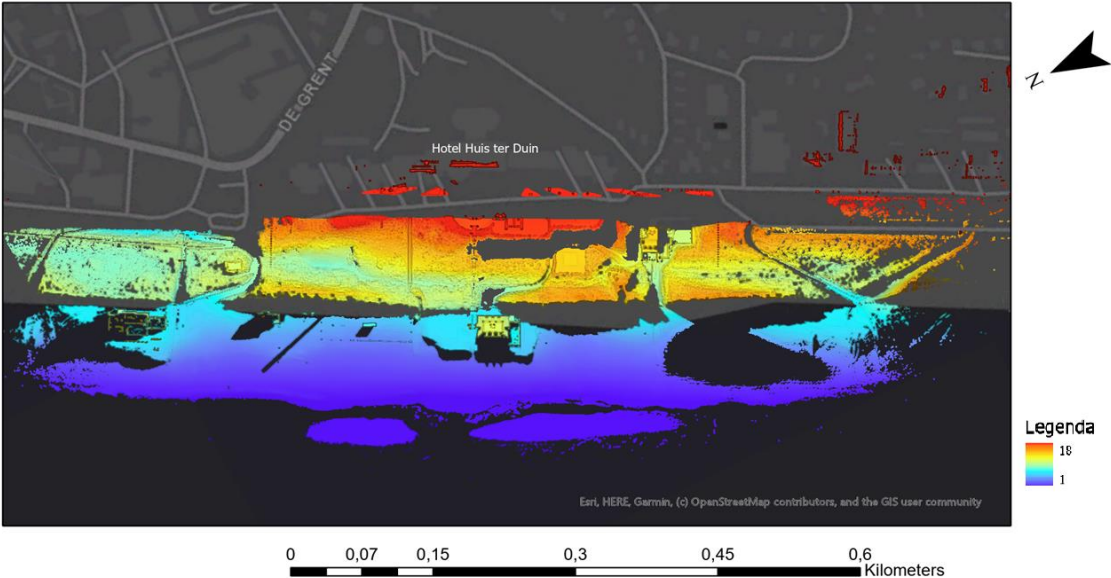 DE GRENT
N
Hotel Huis ter Duin
Legenda
18
1
Esri, HERE, Garmin, (c) OpenStreetMap contributors, and the GIS user community
0 0,07 0,15 0,3 0,45 0,6
Kilometers